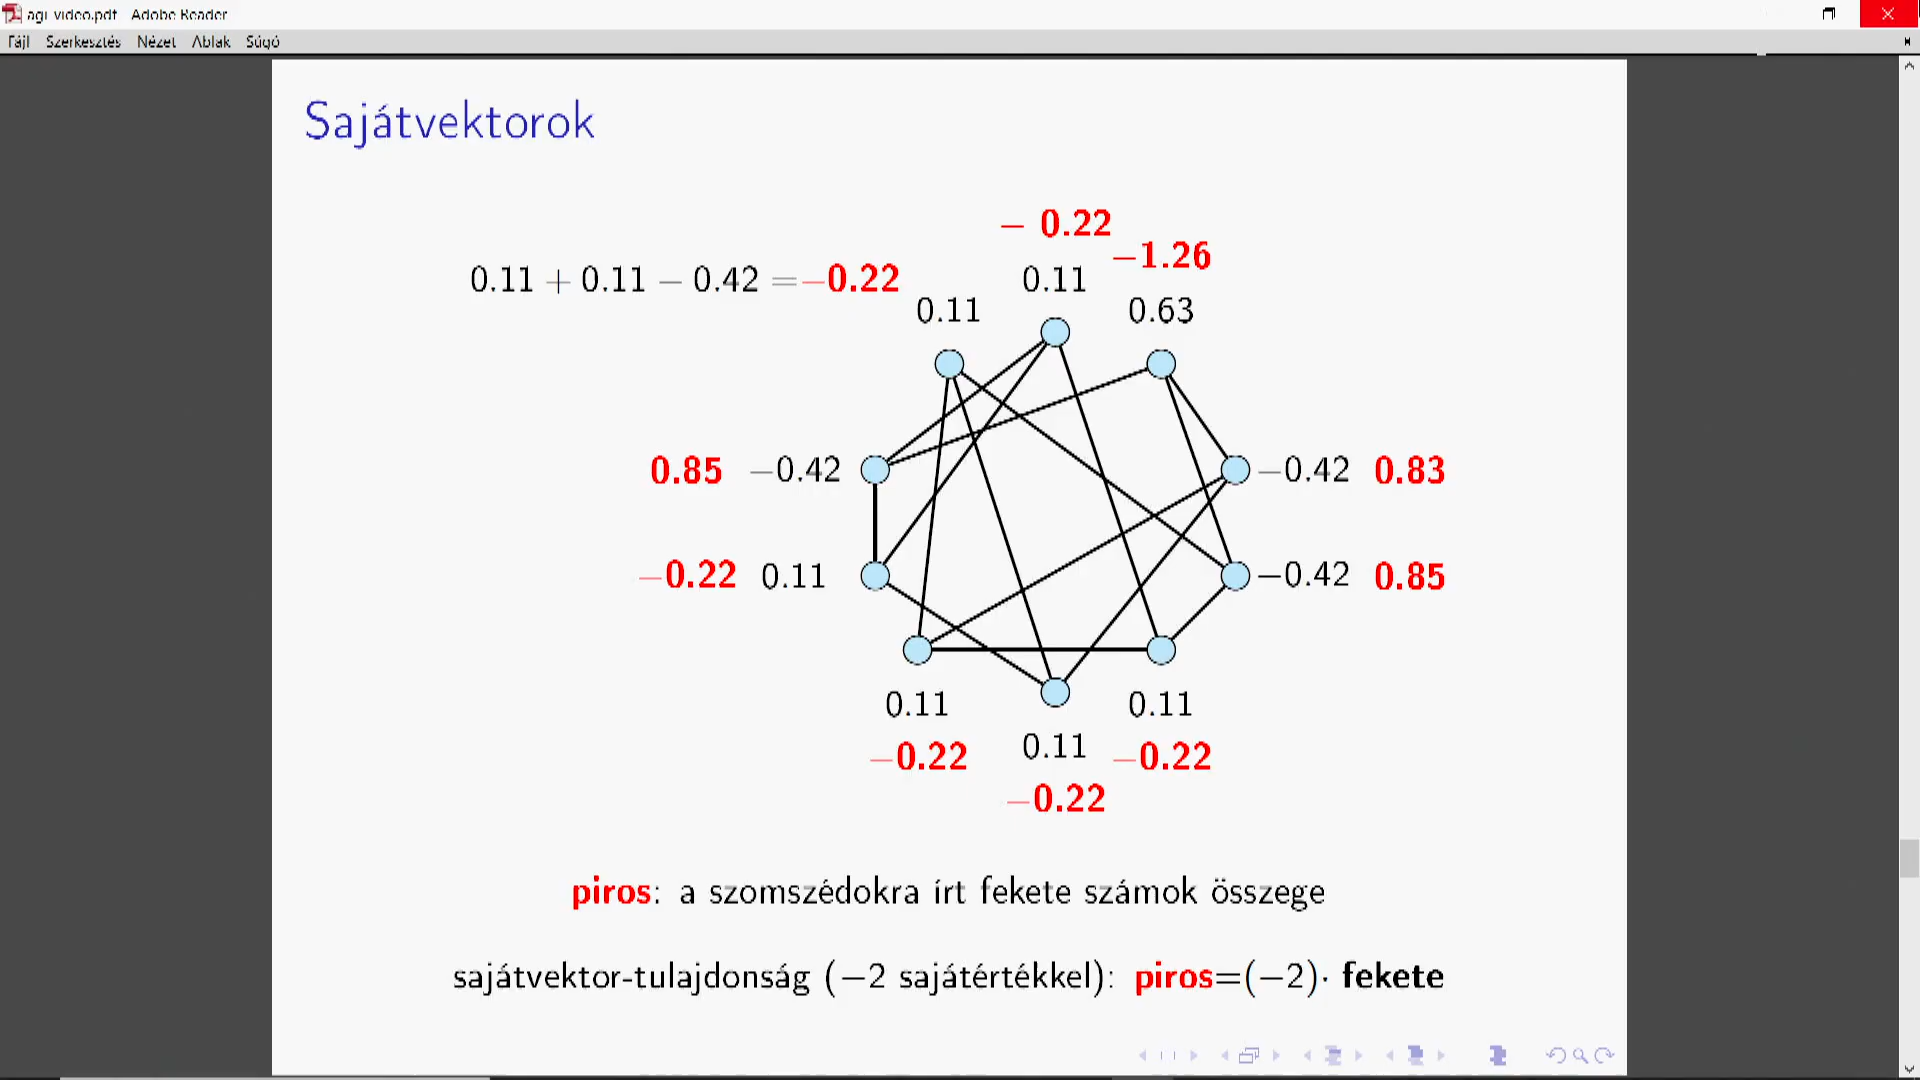 agi-video.pdf - Adobe Reader
Fájl Szerkesztés Nézet Ablak Súgó
Sajátvektorok
− 0.22
−1.26
0.11 + 0.11 − 0.42 =−0.22
0.11
0.11
0.63
0.85 −0.42
−0.42 0.83
−0.22 0.11
−0.42 0.85
0.11
0.11
0.11
−0.22
−0.22
−0.22
piros: a szomszédokra írt fekete számok összege
sajátvektor-tulajdonság (−2 sajátértékkel): piros=(−2)· fekete